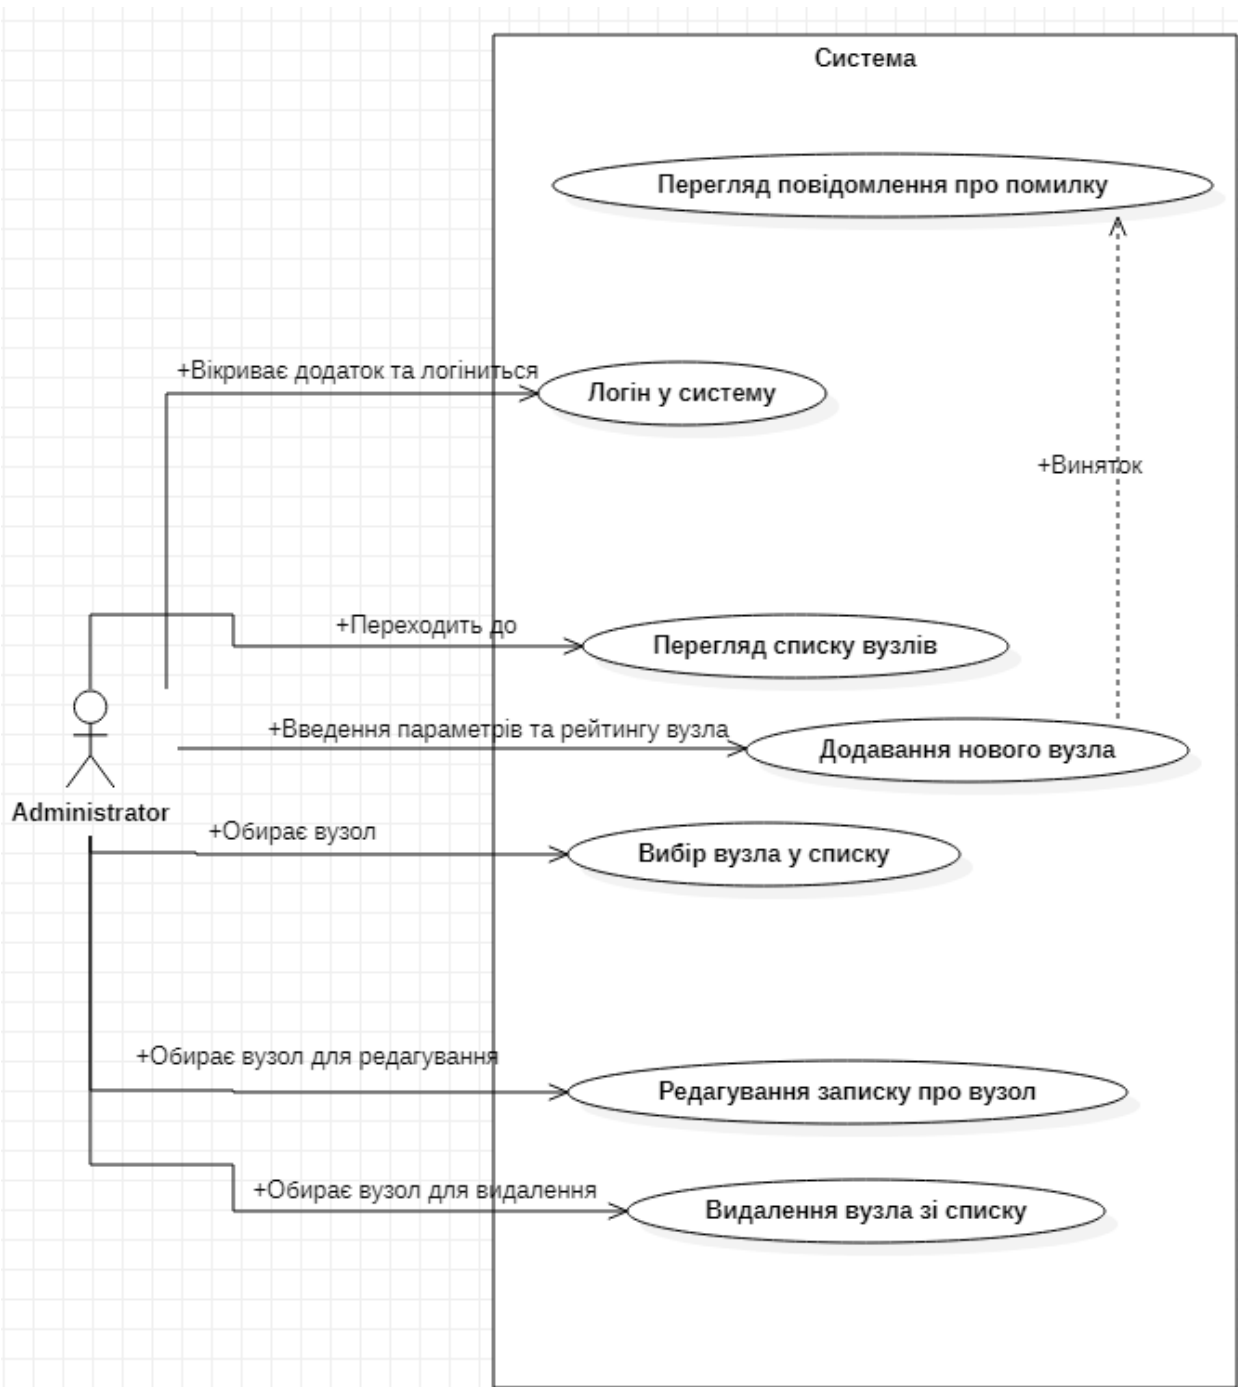 Система
Перегляд повідомлення про помилку
+Вікриває додаток та логіниться
Логін у систему
+Виняток
+Переходить до
Перегляд списку вузлів
+Введення параметрів та рейтингу вузла
Додавання нового вузла
Administrator
+Обирає вузол
Вибір вузла у списку
+Обирає вузол для редагування
Редагування записку про вузол
+Обирає вузол для видалення
Видалення вузла зі списку